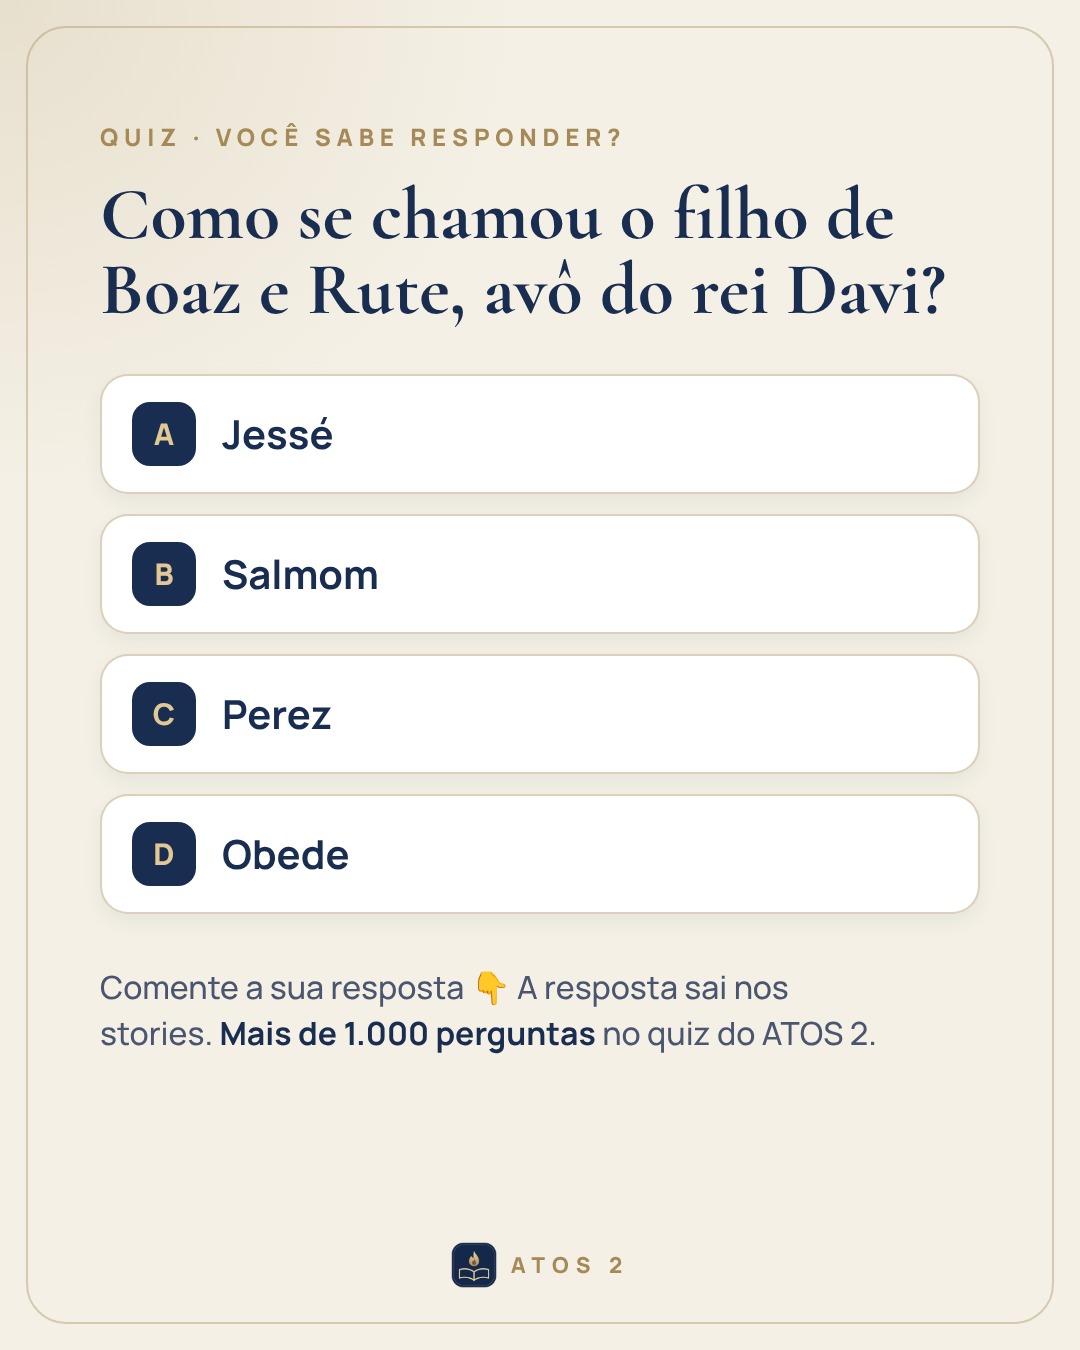 QUIZ · VOCÊ SABE RESPONDER?
Como se chamou o filho de
Boaz e Rute, avô do rei Davi?
A Jessé
B Salmom
C Perez
D Obede
Comente a sua resposta 👇 A resposta sai nos
stories. Mais de 1.000 perguntas no quiz do ATOS 2.
ATOS 2